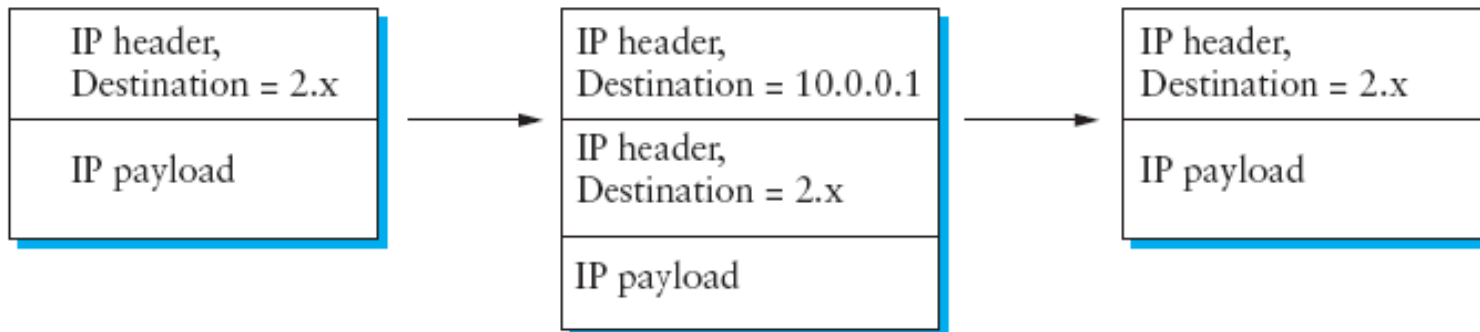 IP header,
Destination = 2.x
IP payload
IP header,
Destination = 10.0.0.1
IP header,
Destination = 2.x
IP payload
IP header,
Destination = 2.x
IP payload